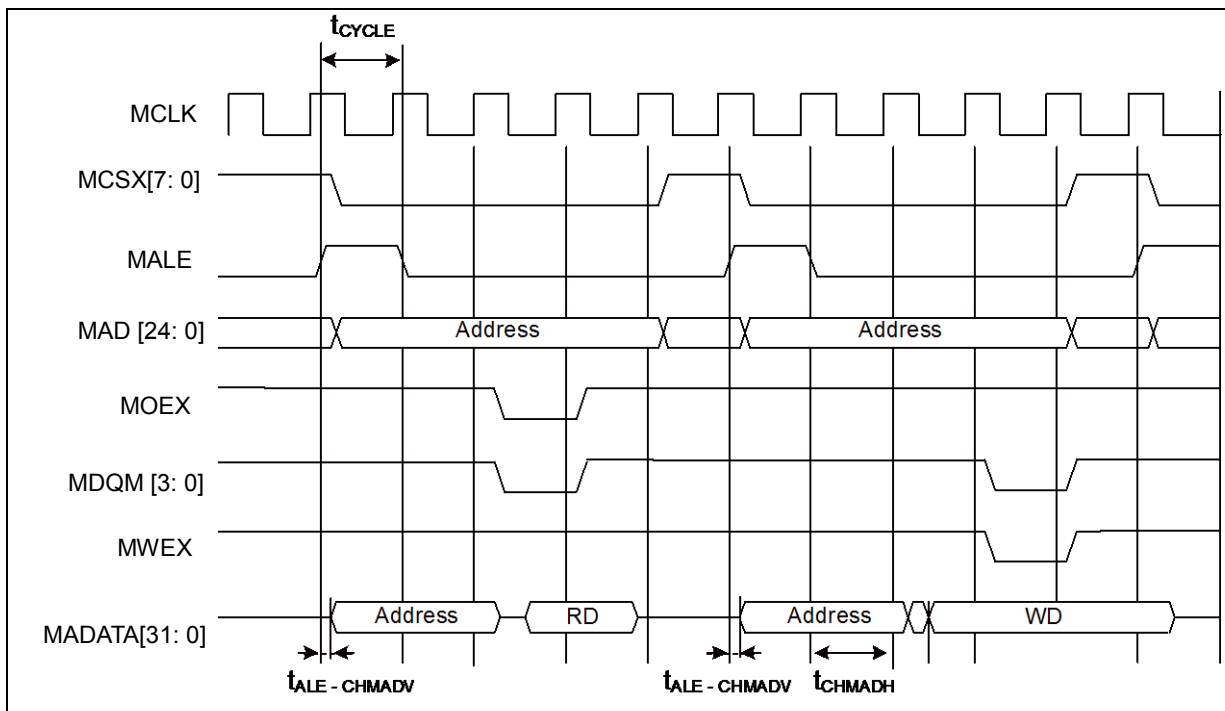 tCYCLE
MCLK
MCSX[7: 0]
MALE
MAD [24: 0] Address Address
MOEX
MDQM [3: 0]
MWEX
MADATA[31: 0] Address RD Address WD
tALE - CHMADV tALE - CHMADV tCHMADH